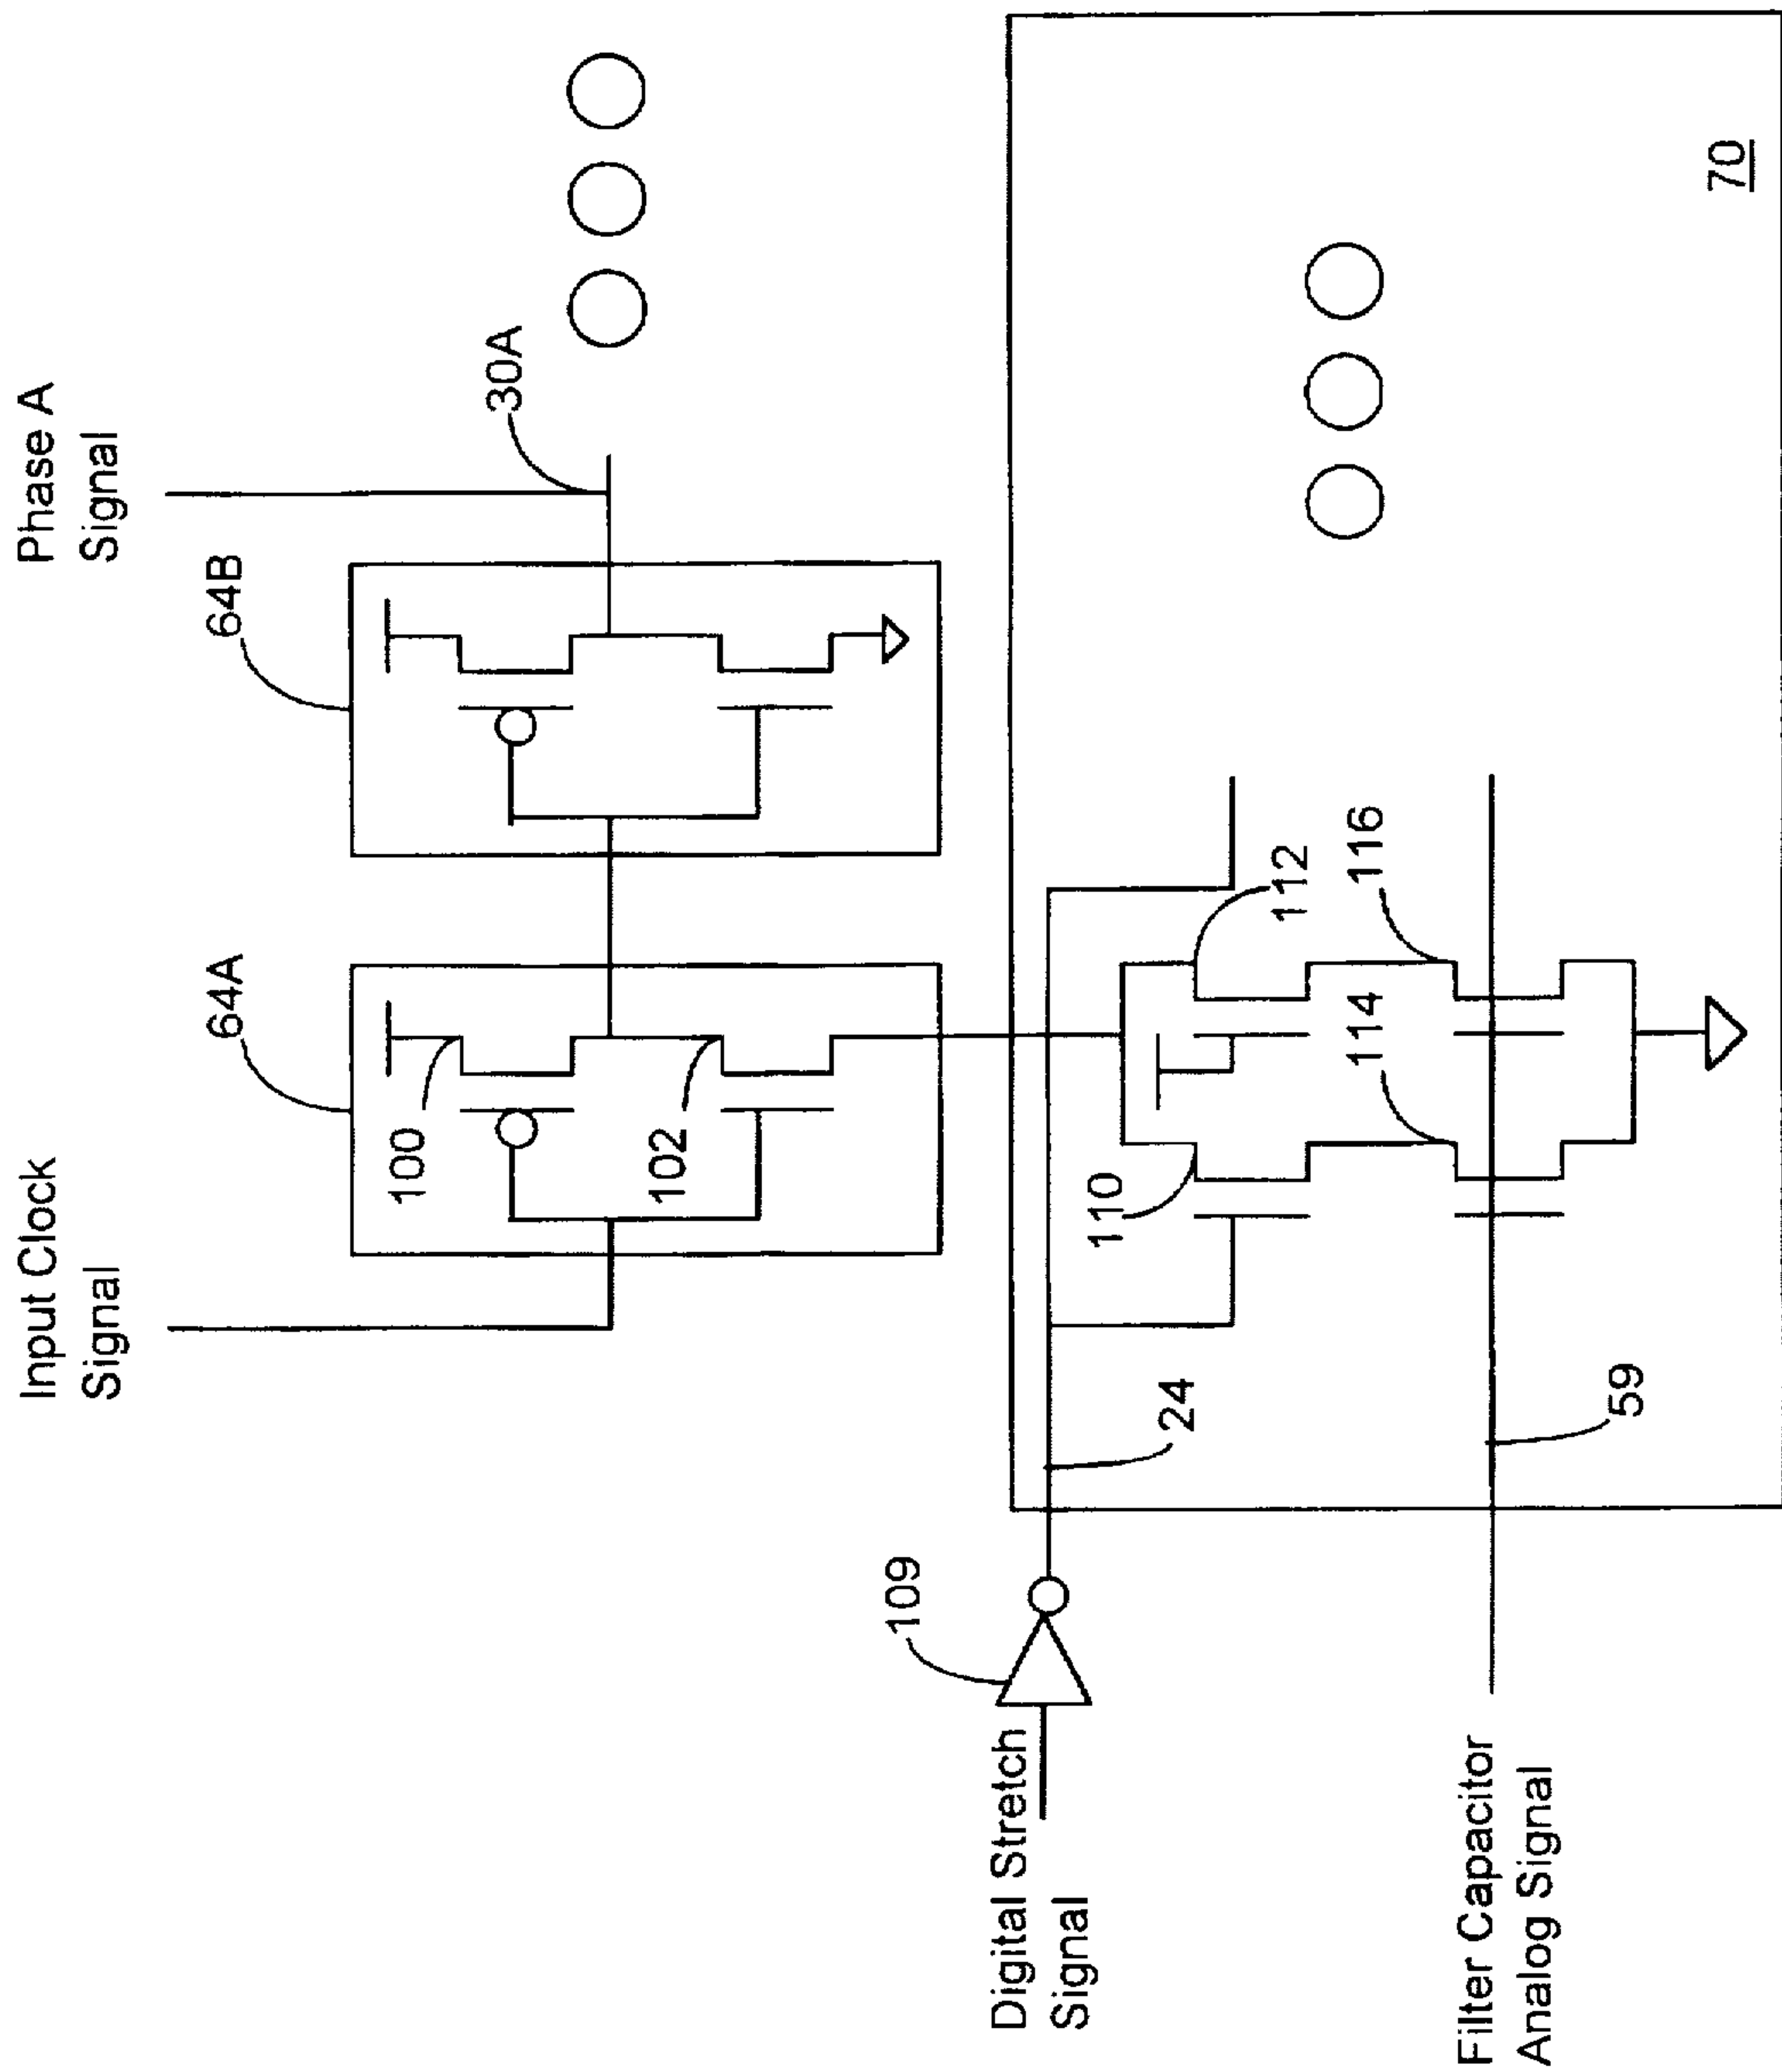 Input Clock
Signal
Phase A
Signal
64A
64B
30A
100
102
109
Digital Stretch
Signal
24
110
112
114
116
59
Filter Capacitor
Analog Signal
70